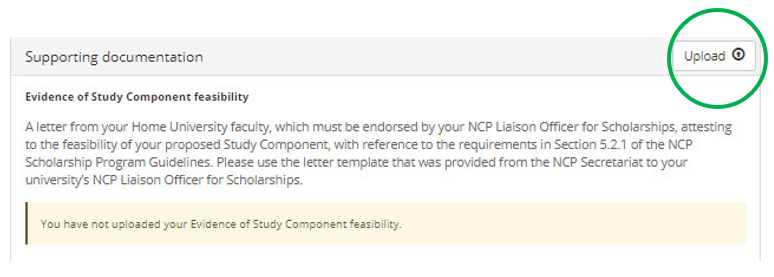 Supporting documentation
Upload
Evidence of Study Component feasibility
A letter from your Home University faculty, which must be endorsed by your NCP Liaison Officer for Scholarships, attesting
to the feasibility of your proposed Study Component, with reference to the requirements in Section 5.2.1 of the NCP
Scholarship Program Guidelines. Please use the letter template that was provided from the NCP Secretariat to your
university's NCP Liaison Officer for Scholarships.
You have not uploaded your Evidence of Study Component feasibility.